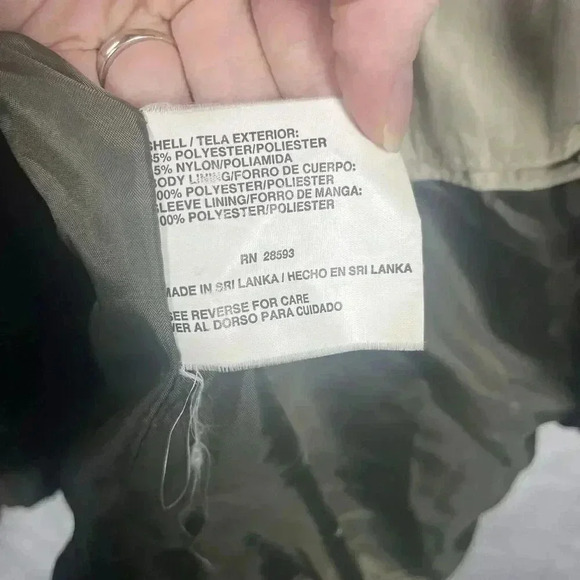 SHELL / TELA EXTERIOR:
5% POLYESTER/POLIESTER
5% NYLON/POLIAMIDA
BODY LINING/FORRO DE CUERPO:
100% POLYESTER/POLIESTER
SLEEVE LINING/FORRO DE MANGA:
100% POLYESTER/POLIESTER
RN 28593
MADE IN SRI LANKA / HECHO EN SRI LANKA
SEE REVERSE FOR CARE
VER AL DORSO PARA CUIDADO